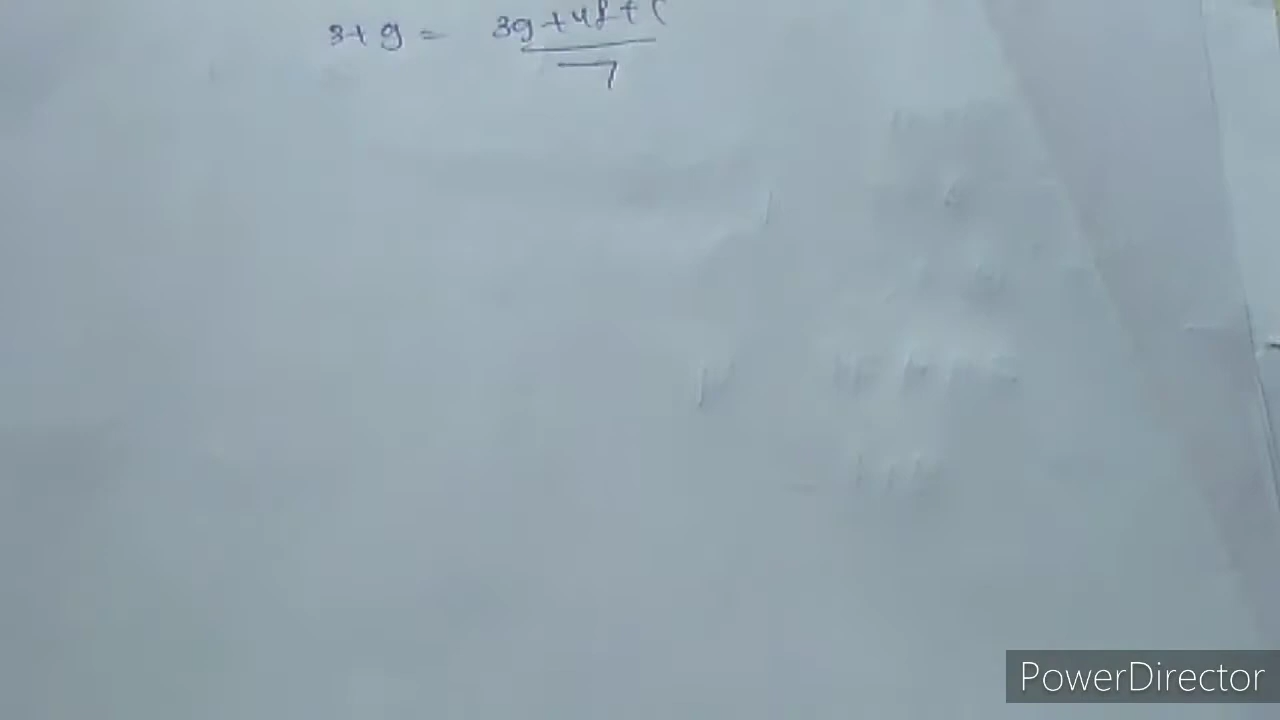 3 + g = 3g + 4f + c
7
PowerDirector